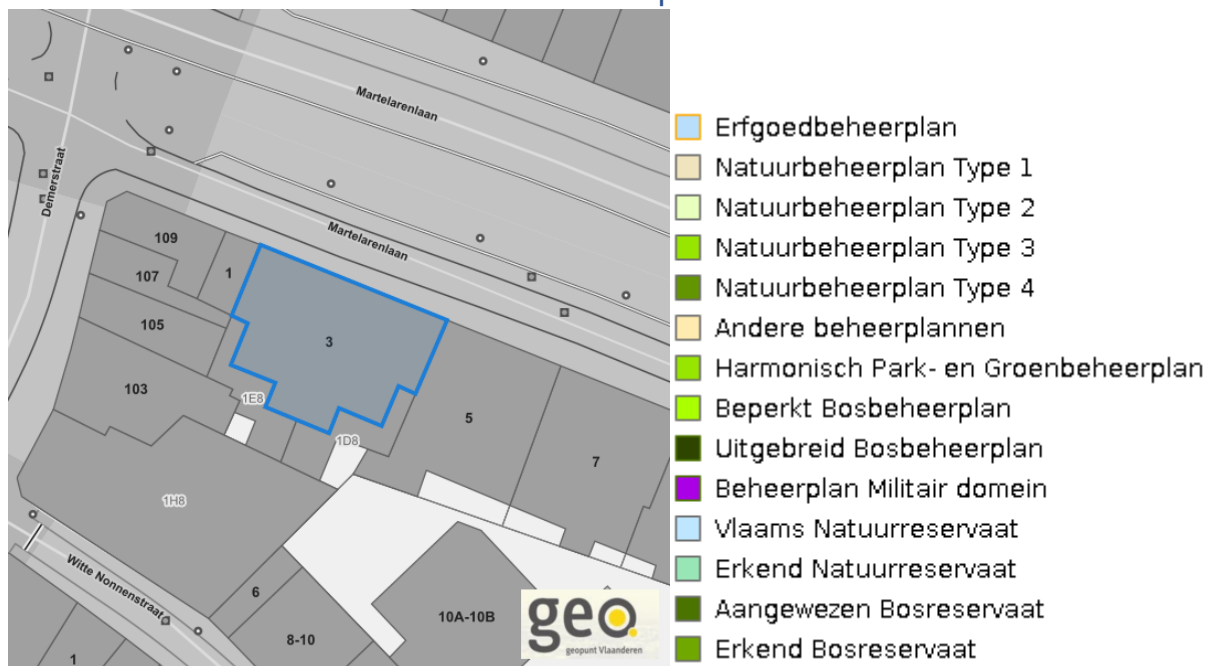 Martelarenlaan
Demerstraat
Martelarenlaan
109
107
1
105
3
103
1E8
5
1D8
7
1H8
Witte Nonnenstraat
6
8-10
10A-10B
1
geo.
geopunt Vlaanderen
Erfgoedbeheerplan
Natuurbeheerplan Type 1
Natuurbeheerplan Type 2
Natuurbeheerplan Type 3
Natuurbeheerplan Type 4
Andere beheerplannen
Harmonisch Park- en Groenbeheerplan
Beperkt Bosbeheerplan
Uitgebreid Bosbeheerplan
Beheerplan Militair domein
Vlaams Natuurreservaat
Erkend Natuurreservaat
Aangewezen Bosreservaat
Erkend Bosreservaat